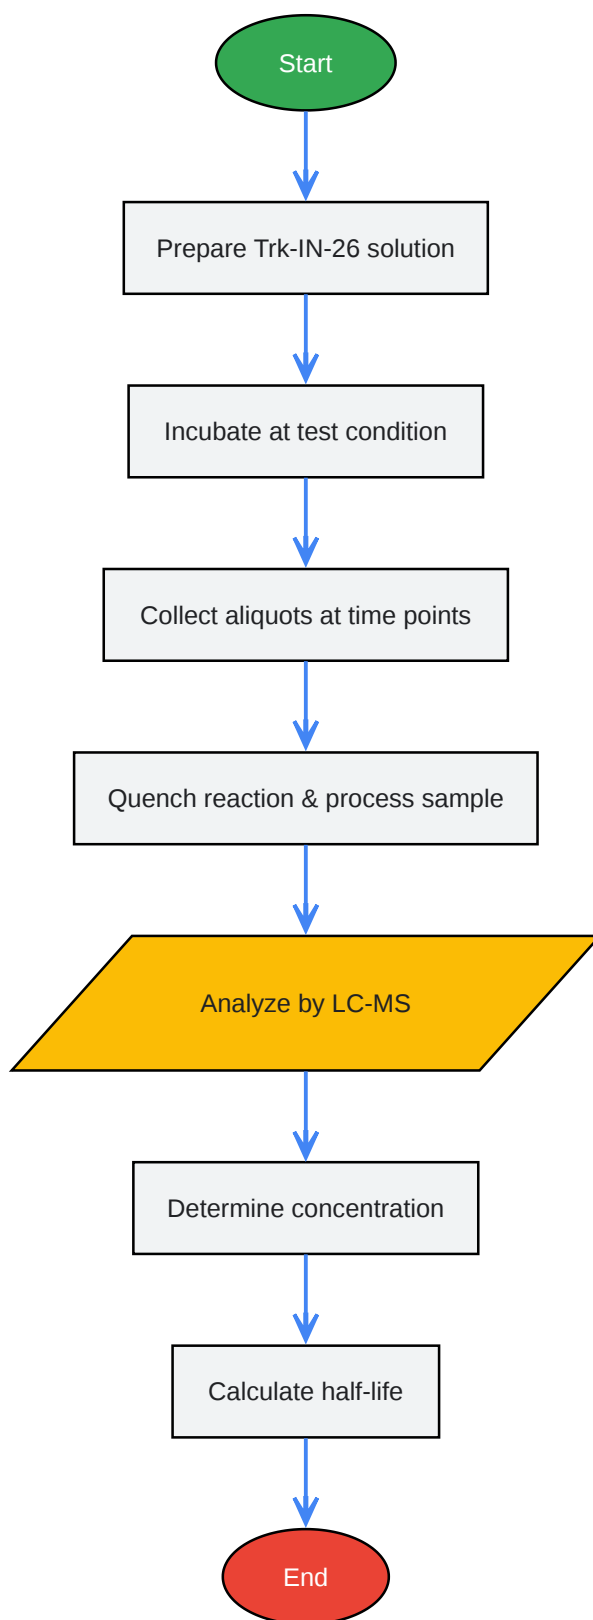 Start
Prepare Trk-IN-26 solution
Incubate at test condition
Collect aliquots at time points
Quench reaction & process sample
Analyze by LC-MS
Determine concentration
Calculate half-life
End